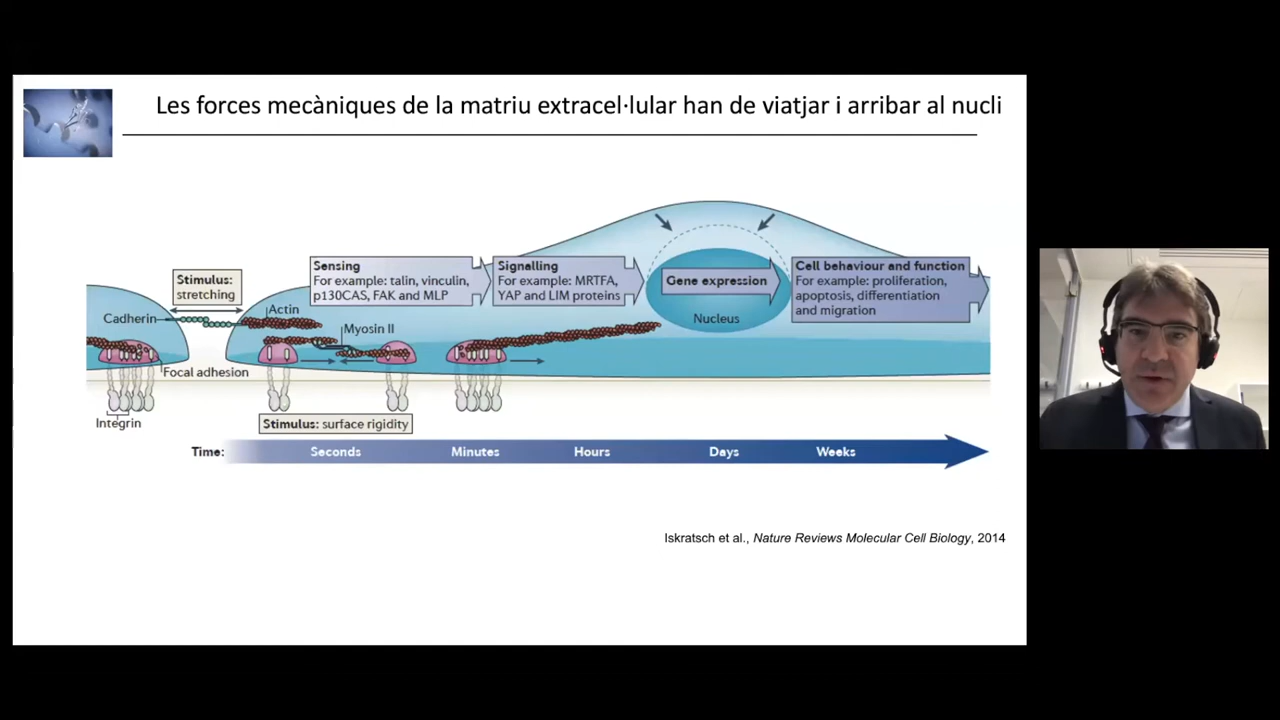 Les forces mecàniques de la matriu extracel·lular han de viatjar i arribar al nucli
Stimulus:
stretching
Sensing
For example: talin, vinculin,
p130CAS, FAK and MLP
Signalling
For example: MRTFA,
YAP and LIM proteins
Gene expression
Cell behaviour and function
For example: proliferation,
apoptosis, differentiation
and migration
Cadherin
Actin
Myosin II
Nucleus
Focal adhesion
Integrin
Stimulus: surface rigidity
Time:
Seconds
Minutes
Hours
Days
Weeks
Iskratsch et al., Nature Reviews Molecular Cell Biology, 2014